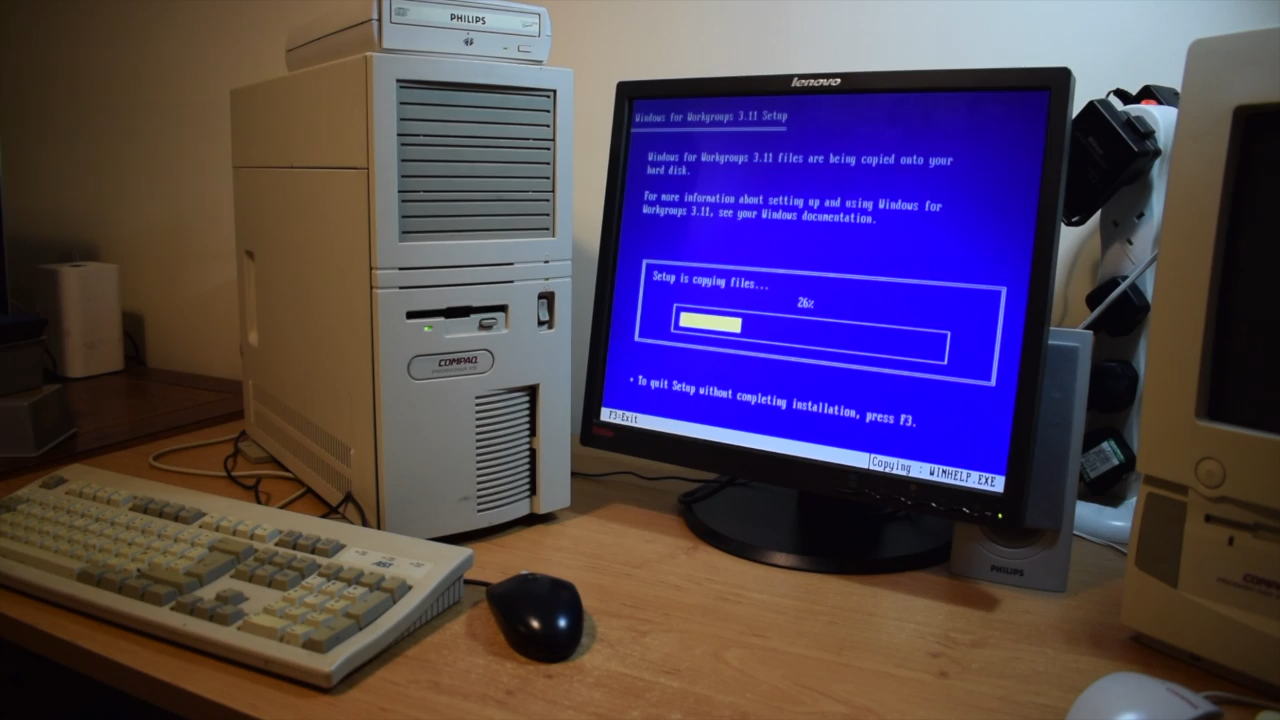 PHILIPS
lenovo
Windows for Workgroups 3.11 Setup
Windows for Workgroups 3.11 files are being copied onto your
hard disk.
For more information about setting up and using Windows for
Workgroups 3.11, see your Windows documentation.
Setup is copying files...
26%
• To quit Setup without completing installation, press F3.
F3=Exit
Copying : WINHELP.EXE
COMPAQ
PHILIPS